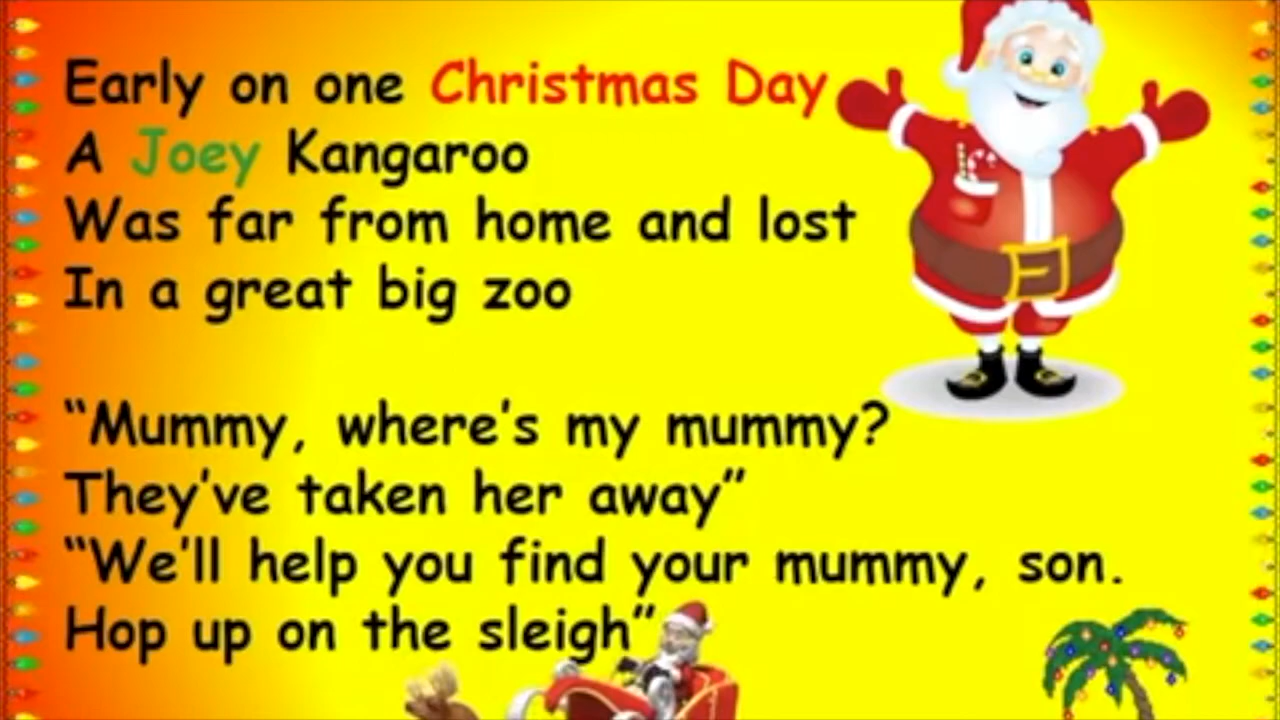 Early on one Christmas Day
A Joey Kangaroo
Was far from home and lost
In a great big zoo
“Mummy, where’s my mummy?
They’ve taken her away”
“We’ll help you find your mummy, son.
Hop up on the sleigh”